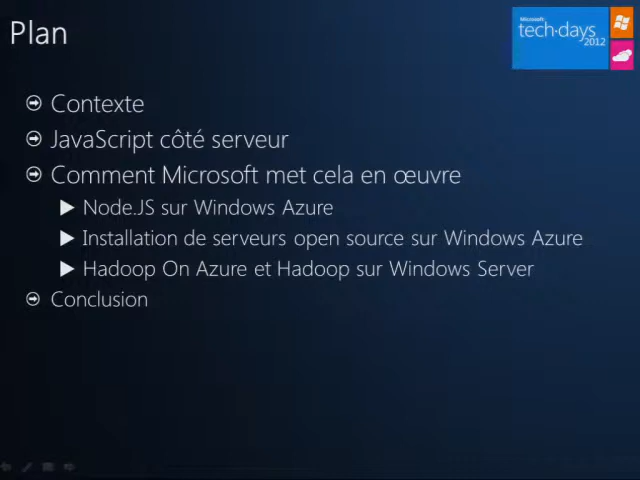 Plan
Microsoft
tech·days
2012
Contexte
JavaScript côté serveur
Comment Microsoft met cela en œuvre
Node.JS sur Windows Azure
Installation de serveurs open source sur Windows Azure
Hadoop On Azure et Hadoop sur Windows Server
Conclusion